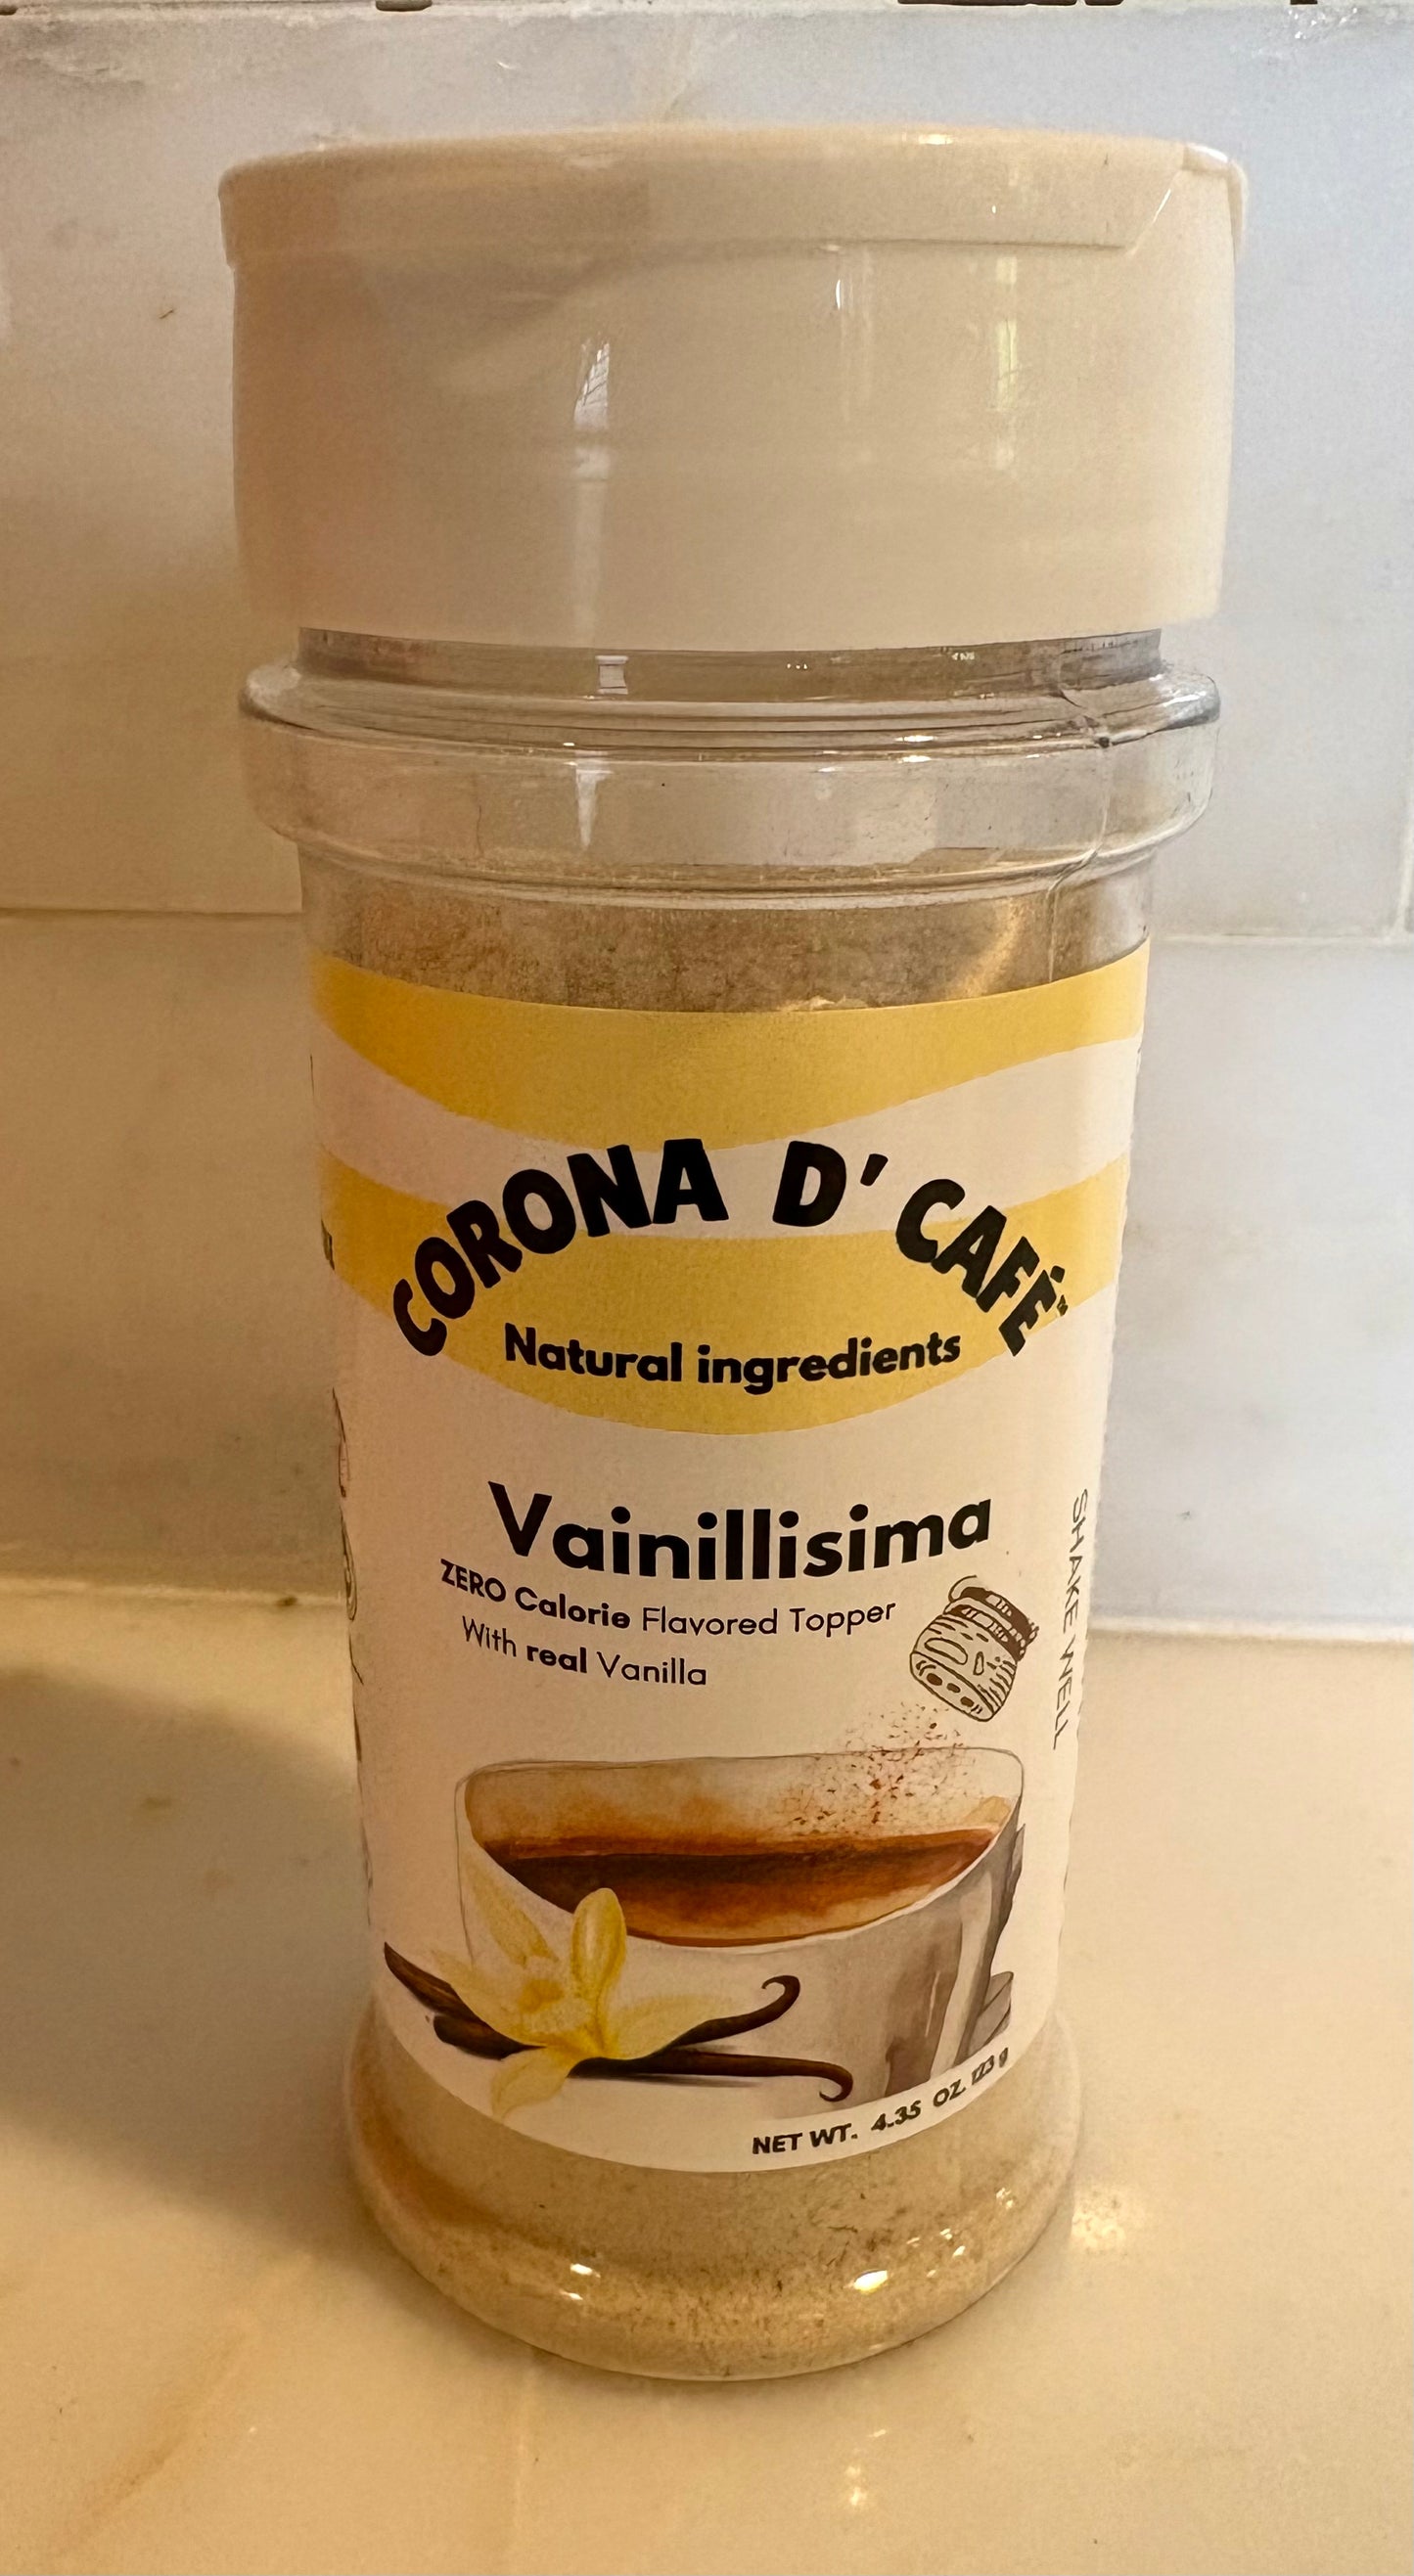 CORONA D' CAFÉ
Natural ingredients
Vainillisima
ZERO Calorie Flavored Topper
With real Vanilla
SHAKE WELL
NET WT. 4.35 OZ. 123 g